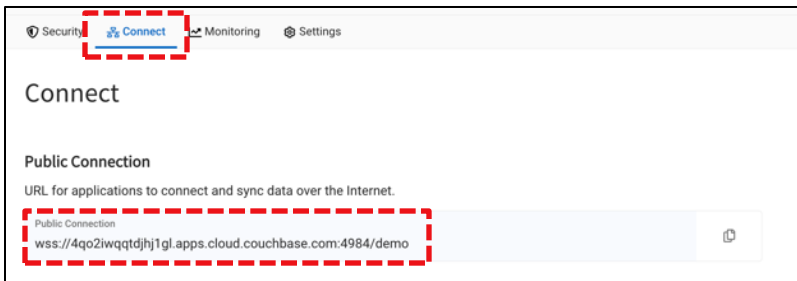 Security Connect Monitoring Settings
Connect
Public Connection
URL for applications to connect and sync data over the Internet.
Public Connection
wss://4qo2iwqqtdjhj1gl.apps.cloud.couchbase.com:4984/demo